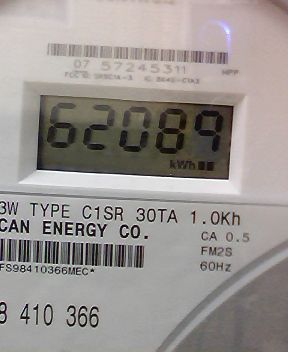 07 57245311
62089
kWh
3W TYPE C1SR 30TA 1.0Kh
CAN ENERGY CO.
CA 0.5
FM2S
FS98410366MEC*
60Hz
8 410 366